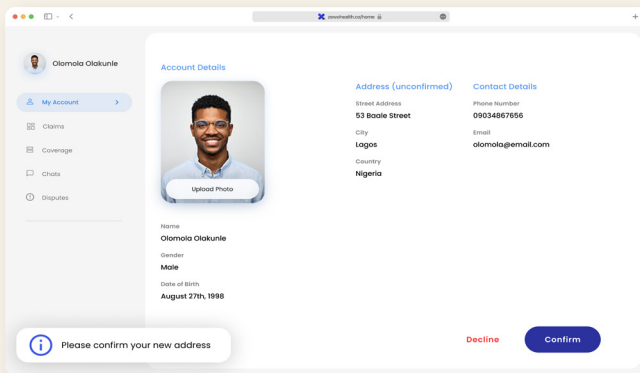 zowohealth.co/home
Olomola Olakunle
My Account
Claims
Coverage
Chats
Disputes
Account Details
Upload Photo
Name
Olomola Olakunle
Gender
Male
Date of Birth
August 27th, 1998
Address (unconfirmed)
Street Address
53 Baale Street
City
Lagos
Country
Nigeria
Contact Details
Phone Number
09034867656
Email
olomola@email.com
Please confirm your new address
Decline
Confirm